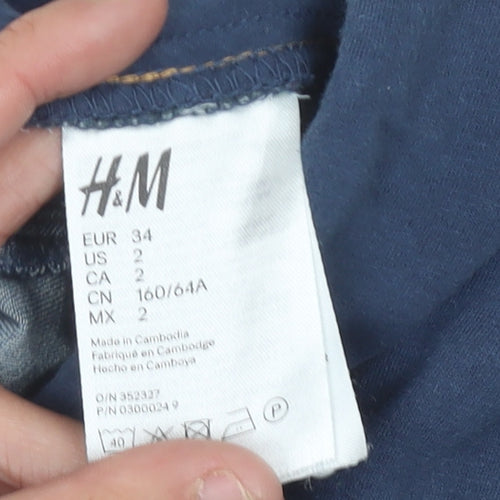 H&M
EUR 34
US 2
CA 2
CN 160/64A
MX 2
Made in Cambodia
Fabriqué en Cambodge
Hecho en Camboya
O/N 352327
P/N 0300024 9
40
P